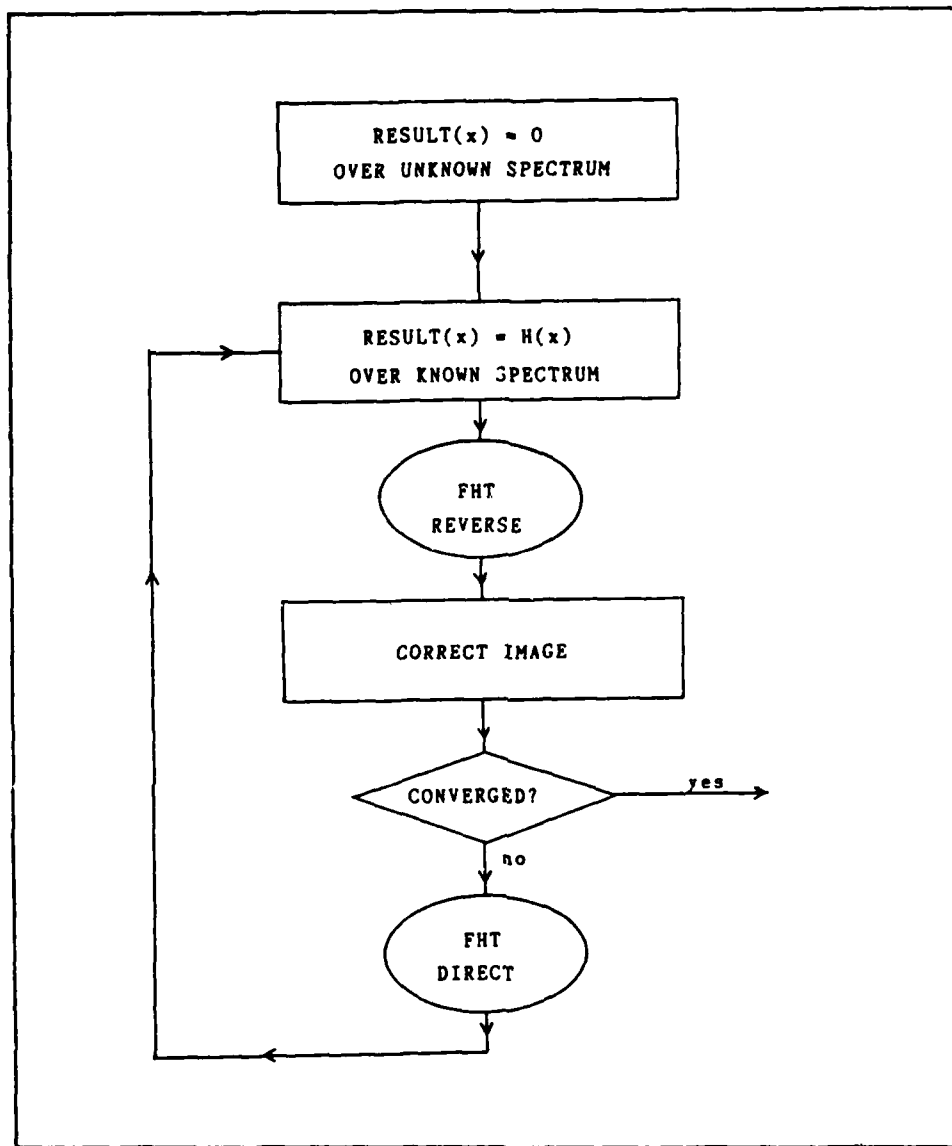 RESULT(x) = 0
OVER UNKNOWN SPECTRUM
RESULT(x) = H(x)
OVER KNOWN SPECTRUM
FHT
REVERSE
CORRECT IMAGE
CONVERGED?
yes
no
FHT
DIRECT